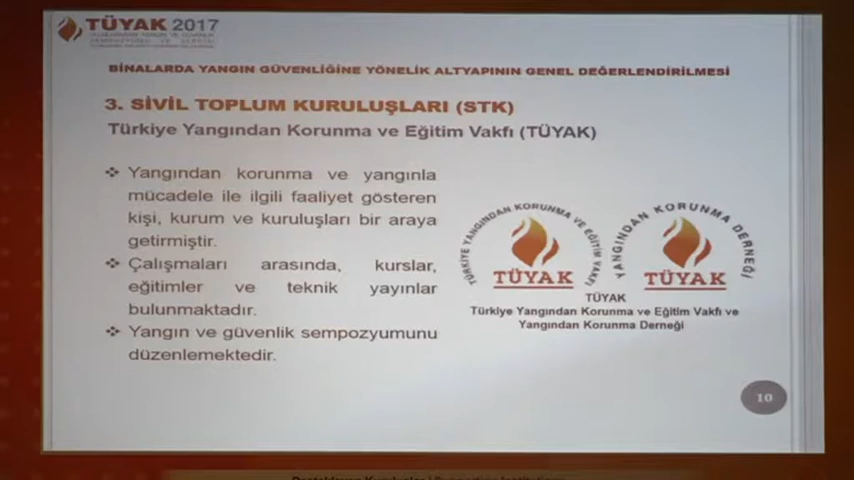 TÜYAK 2017
BİNALARDA YANGIN GÜVENLİĞİNE YÖNELİK ALTYAPININ GENEL DEĞERLENDİRİLMESİ
3. SİVİL TOPLUM KURULUŞLARI (STK)
Türkiye Yangından Korunma ve Eğitim Vakfı (TÜYAK)
❖ Yangından korunma ve yangınla
mücadele ile ilgili faaliyet gösteren
kişi, kurum ve kuruluşları bir araya
getirmiştir.
❖ Çalışmaları arasında, kurslar,
eğitimler ve teknik yayınlar
bulunmaktadır.
❖ Yangın ve güvenlik sempozyumunu
düzenlemektedir.
TÜRKİYE YANGINDAN KORUNMA VE EĞİTİM VAKFI
TÜYAK
YANGINDAN KORUNMA DERNEĞİ
TÜYAK
TÜYAK
Türkiye Yangından Korunma ve Eğitim Vakfı ve
Yangından Korunma Derneği
10